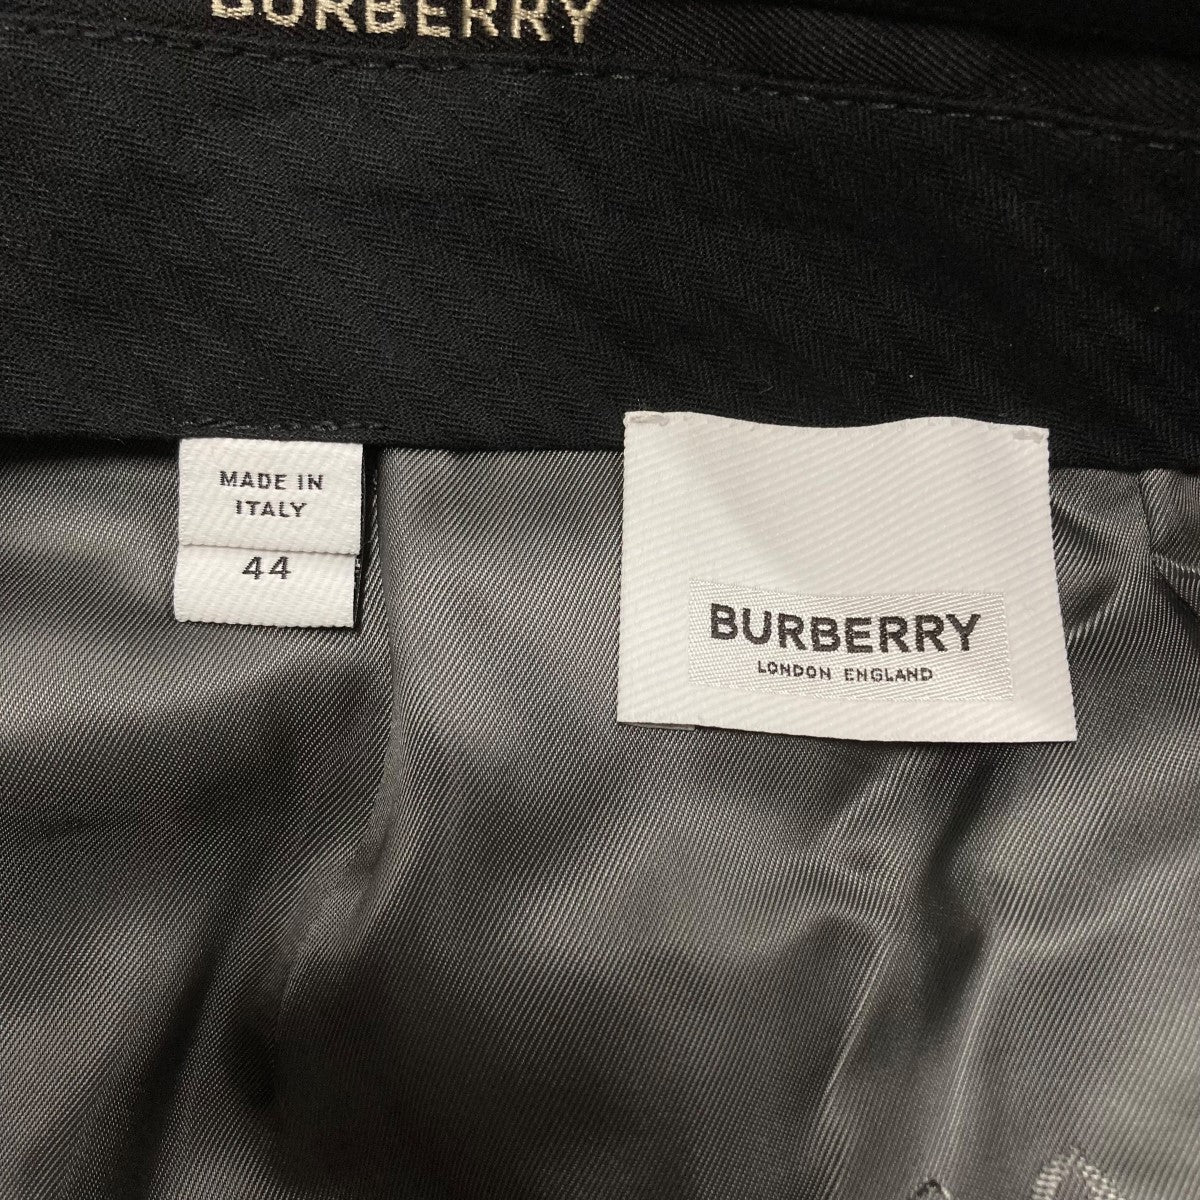 BURBERRY
MADE IN
ITALY
44
BURBERRY
LONDON ENGLAND